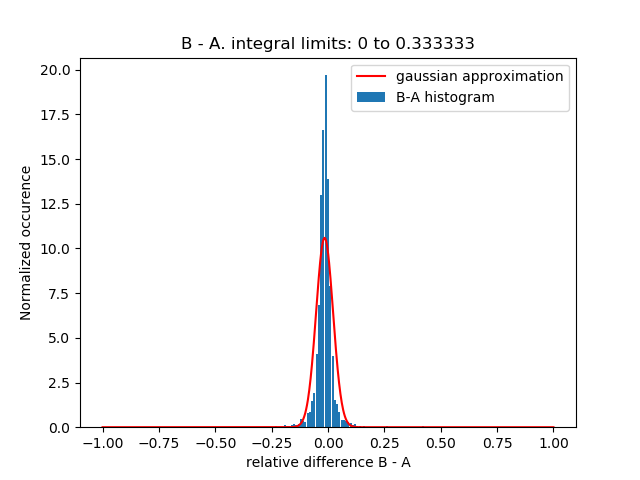 B - A. integral limits: 0 to 0.333333
gaussian approximation
B-A histogram
Normalized occurence
20.0
17.5
15.0
12.5
10.0
7.5
5.0
2.5
0.0
−1.00 −0.75 −0.50 −0.25 0.00 0.25 0.50 0.75 1.00
relative difference B - A